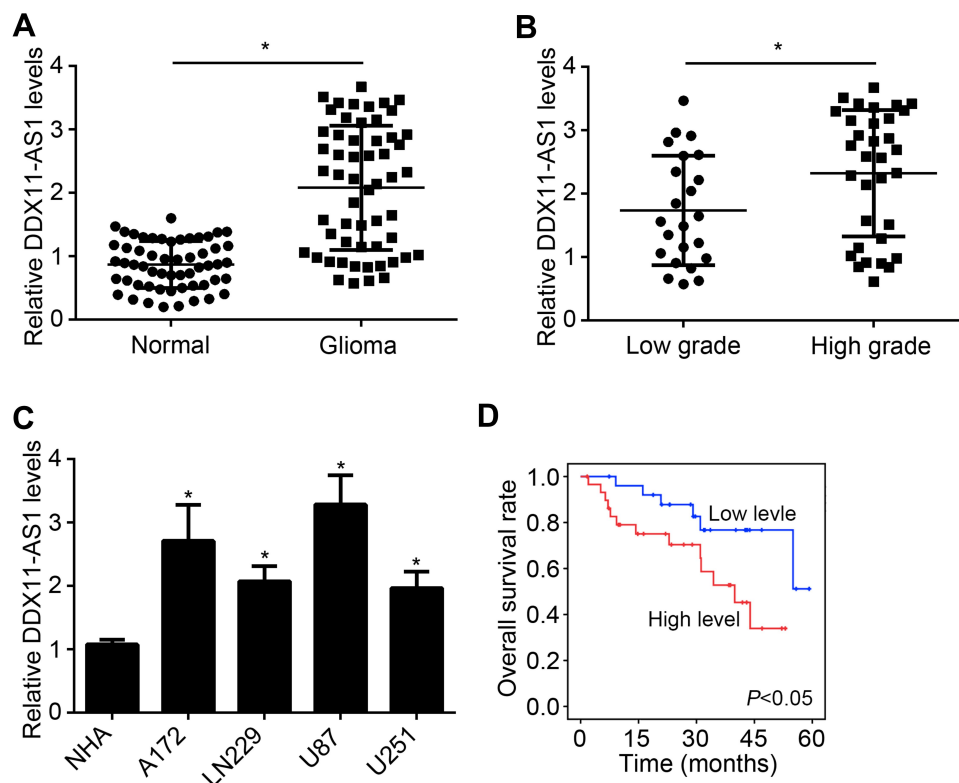 A
Relative DDX11-AS1 levels
4
3
2
1
0
*
Normal
Glioma
B
Relative DDX11-AS1 levels
4
3
2
1
0
*
Low grade
High grade
C
Relative DDX11-AS1 levels
4
3
2
1
0
*
*
*
*
NHA
A172
LN229
U87
U251
D
Overall survival rate
1.0
0.8
0.6
0.4
0.2
0.0
Low levle
High level
P<0.05
0
15
30
45
60
Time (months)